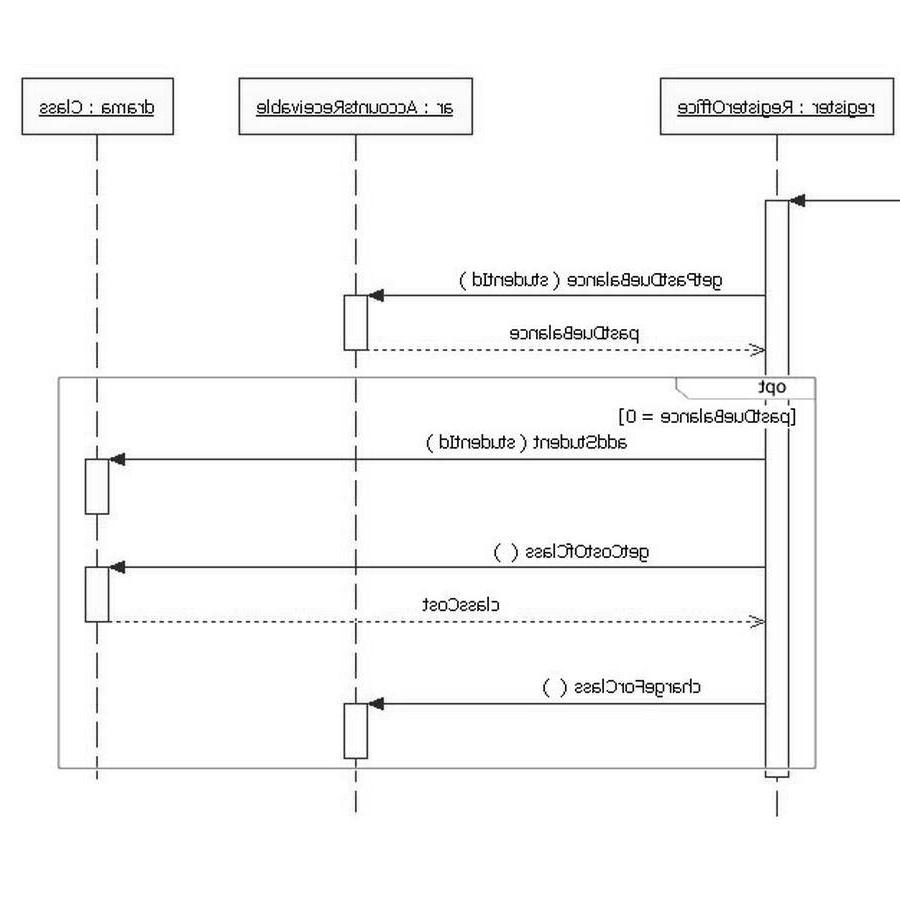 register : RegisterOffice
ar : AccountsReceivable
drama : Class
getPastDueBalance ( studentId )
pastDueBalance
opt
[pastDueBalance = 0]
addStudent ( studentId )
getCostOfClass ( )
classCost
chargeForClass ( )